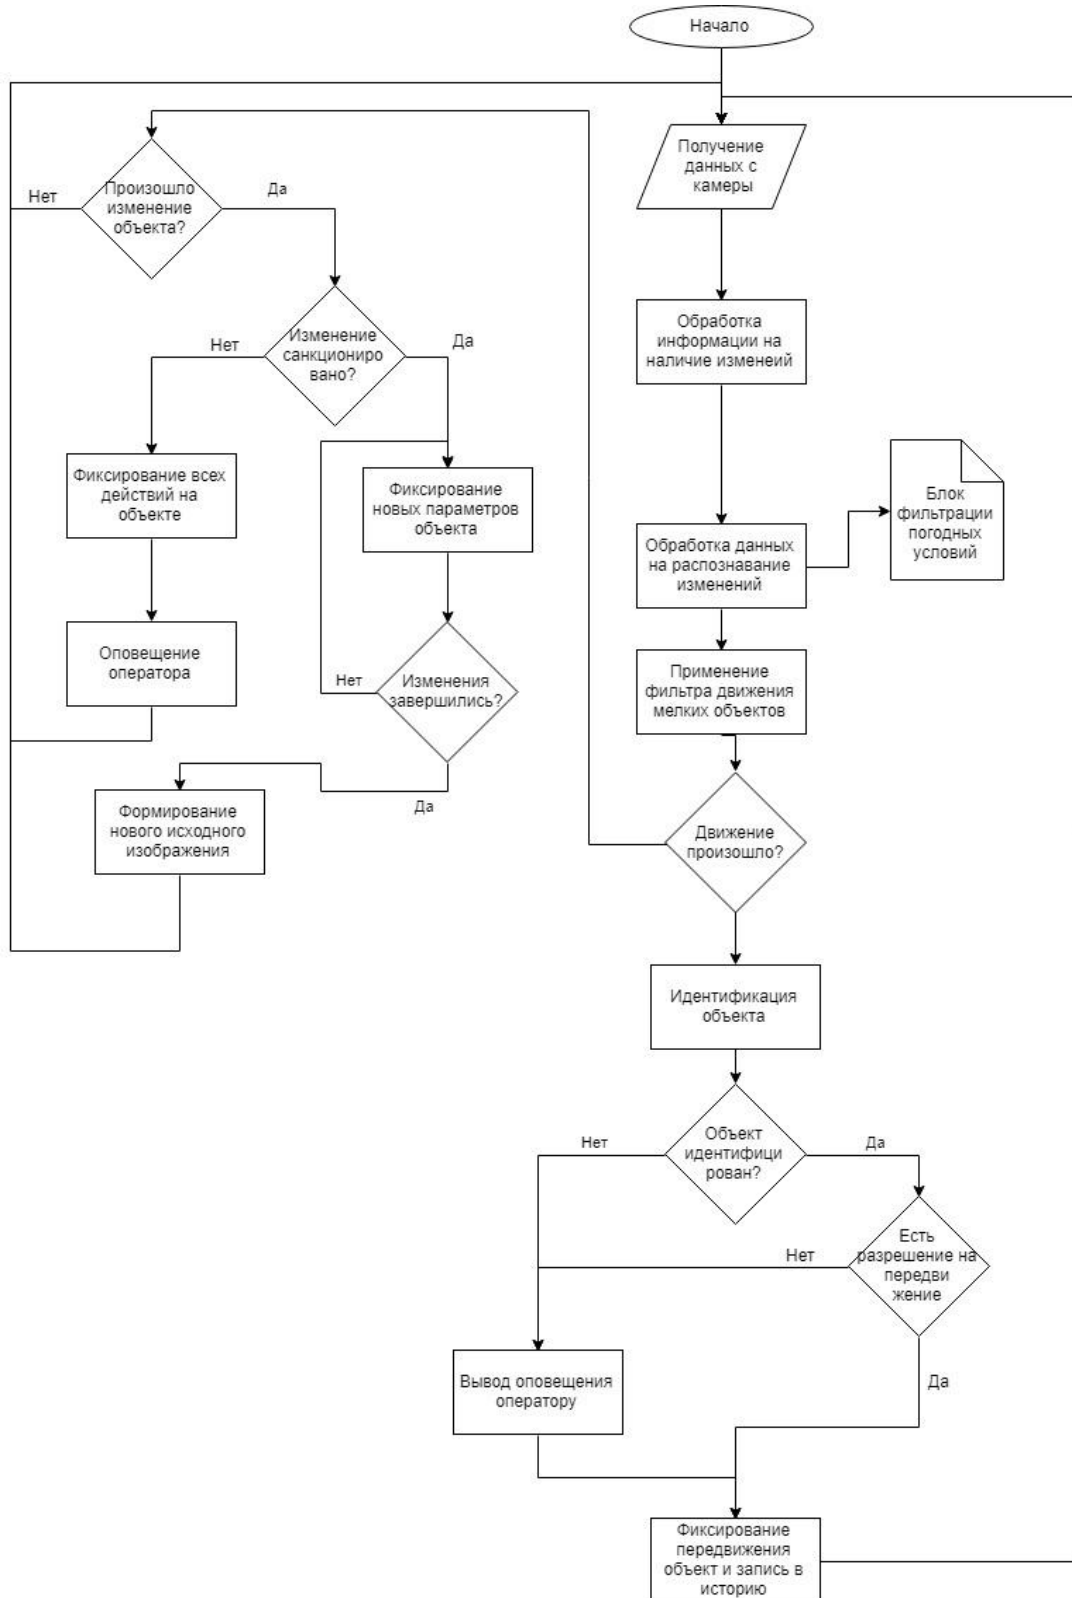 Начало
Получение
данных с
камеры
Обработка
информации на
наличие изменеий
Обработка данных
на распознавание
изменений
Блок
фильтрации
погодных
условий
Применение
фильтра движения
мелких объектов
Движение
произошло?
Произошло
изменение
объекта?
Нет
Да
Изменение
санкциониро
вано?
Нет
Да
Фиксирование всех
действий на
объекте
Оповещение
оператора
Фиксирование
новых параметров
объекта
Изменения
завершились?
Нет
Да
Формирование
нового исходного
изображения
Идентификация
объекта
Объект
идентифици
рован?
Нет
Да
Есть
разрешение на
передви
жение
Нет
Да
Вывод оповещения
оператору
Фиксирование
передвижения
объект и запись в
историю